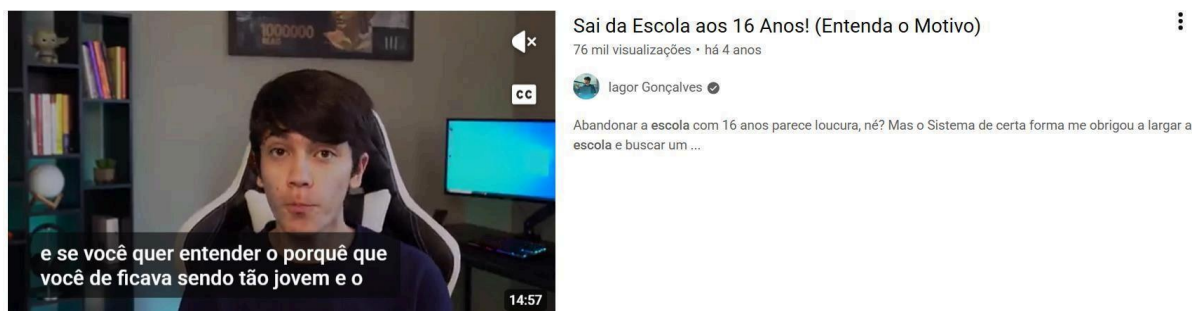 1000000
e se você quer entender o porquê que
você de ficava sendo tão jovem e o
CC
14:57
Sai da Escola aos 16 Anos! (Entenda o Motivo)
76 mil visualizações • há 4 anos
Iagor Gonçalves
Abandonar a escola com 16 anos parece loucura, né? Mas o Sistema de certa forma me obrigou a largar a
escola e buscar um ...